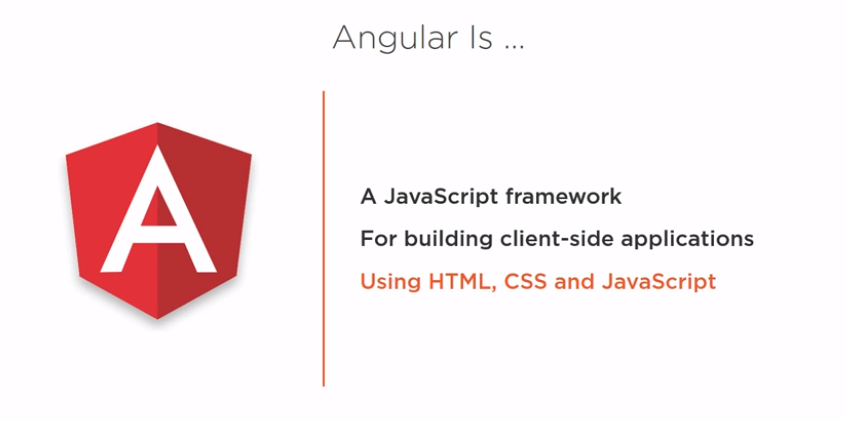 Angular Is ...
A
A JavaScript framework
For building client-side applications
Using HTML, CSS and JavaScript